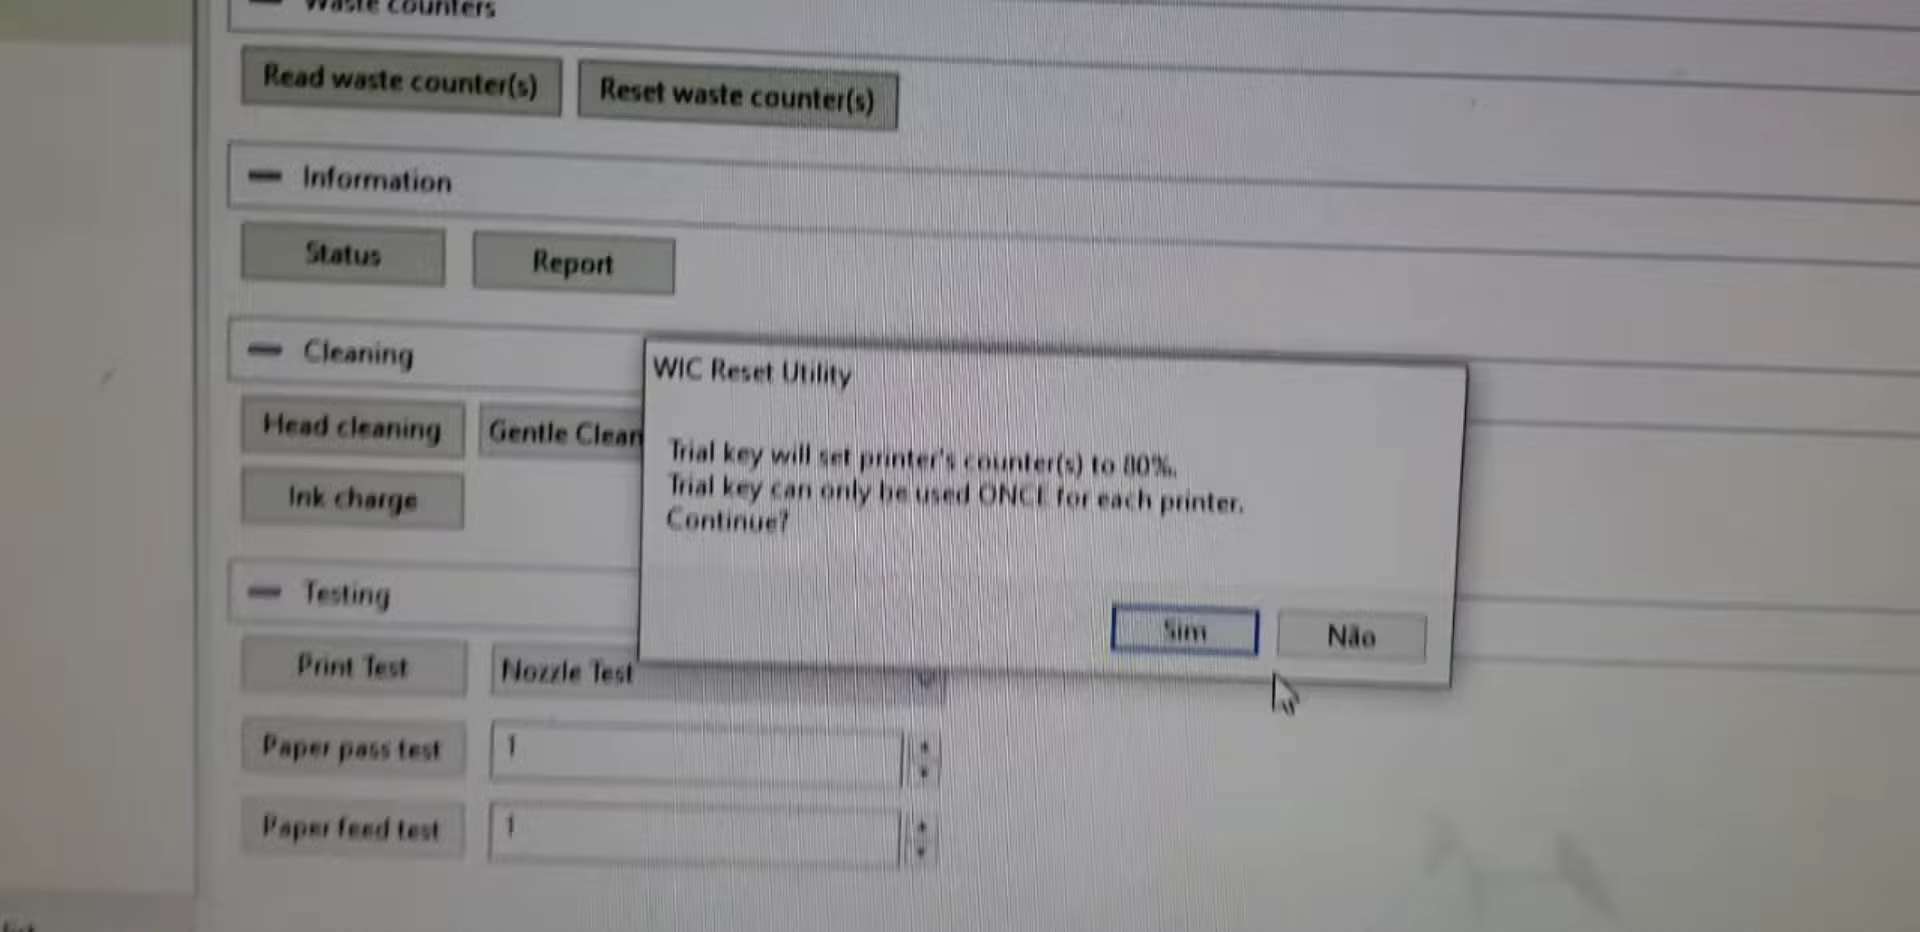 Waste counters
Read waste counter(s)
Reset waste counter(s)
Information
Status
Report
Cleaning
Head cleaning
Gentle Clean
Ink charge
WIC Reset Utility
Trial key will set printer's counter(s) to 80%.
Trial key can only be used ONCE for each printer.
Continue?
Sim
Não
Testing
Print Test
Nozzle Test
Paper pass test
1
Paper feed test
1